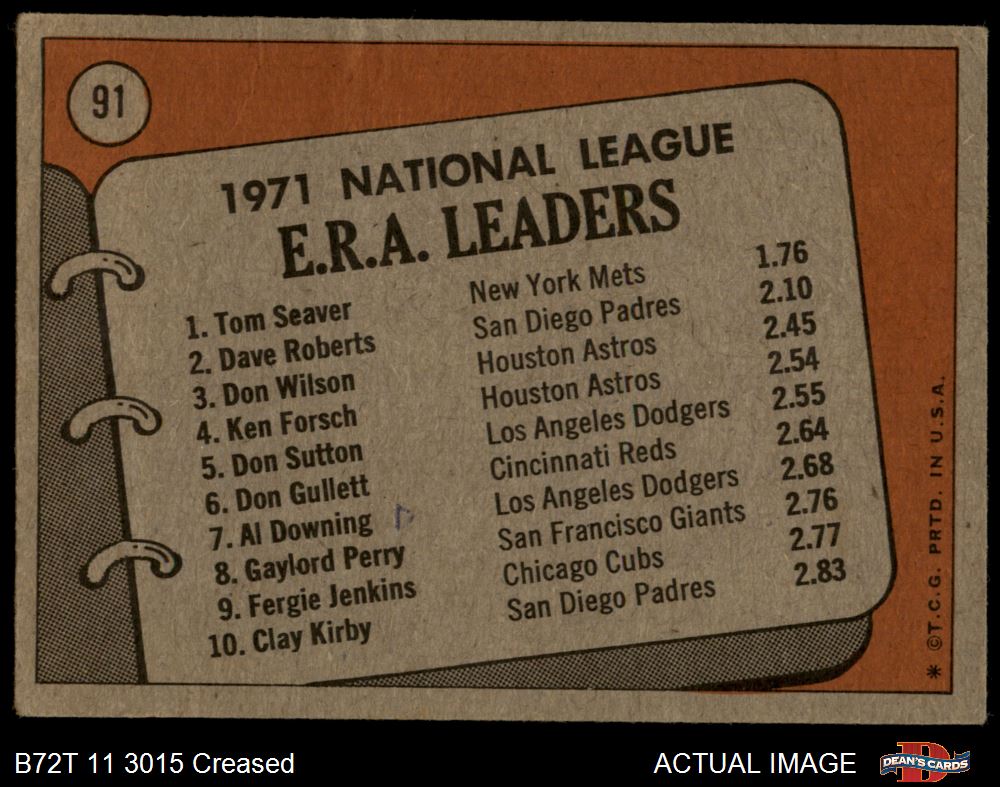 91
1971 NATIONAL LEAGUE
E.R.A. LEADERS
1. Tom Seaver New York Mets 1.76
2. Dave Roberts San Diego Padres 2.10
3. Don Wilson Houston Astros 2.45
4. Ken Forsch Houston Astros 2.54
5. Don Sutton Los Angeles Dodgers 2.55
6. Don Gullett Cincinnati Reds 2.64
7. Al Downing Los Angeles Dodgers 2.68
8. Gaylord Perry San Francisco Giants 2.76
9. Fergie Jenkins Chicago Cubs 2.77
10. Clay Kirby San Diego Padres 2.83
* ©T.C.G. PRTD. IN U.S.A.
B72T 11 3015 Creased
ACTUAL IMAGE
D
DEAN'S CARDS